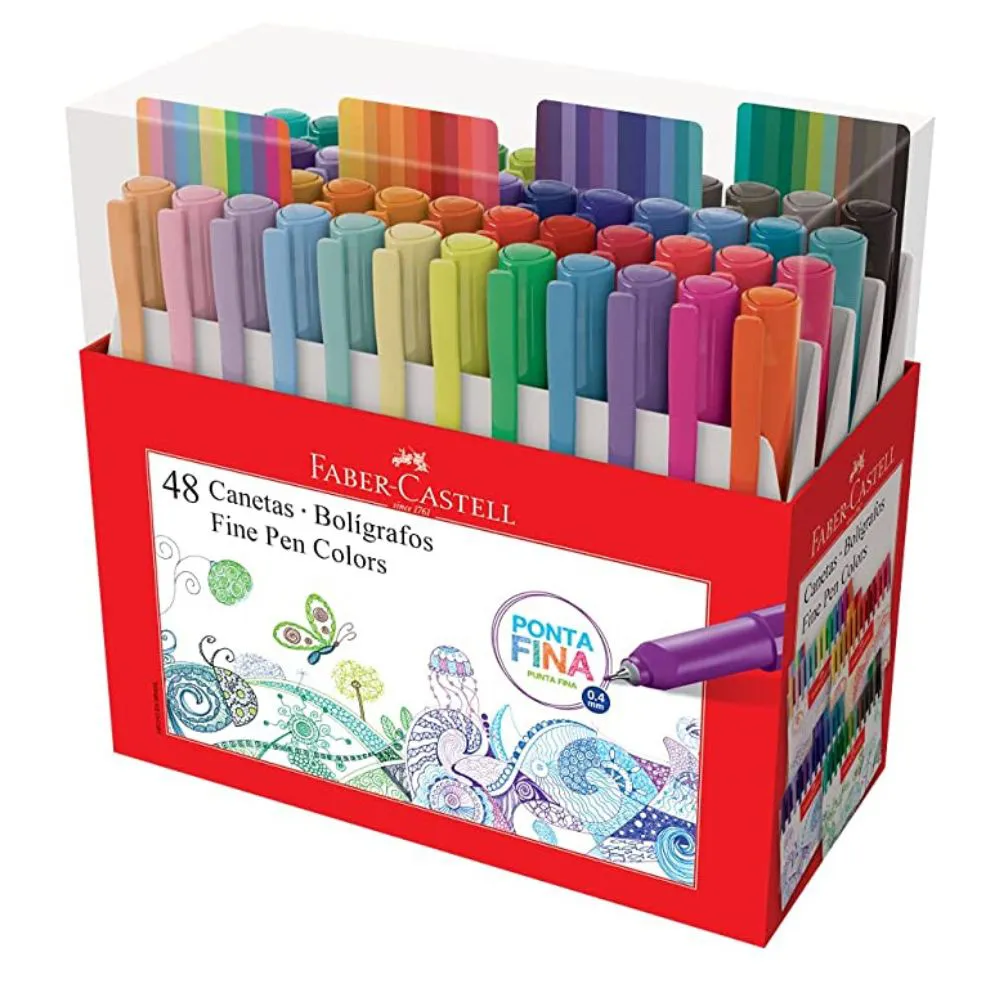 FABER-CASTELL
since 1761
48 Canetas · Bolígrafos
Fine Pen Colors
PONTA
FINA
PUNTA FINA
0.4
mm
FABER-CASTELL
Canetas · Bolígrafos
Fine Pen Colors